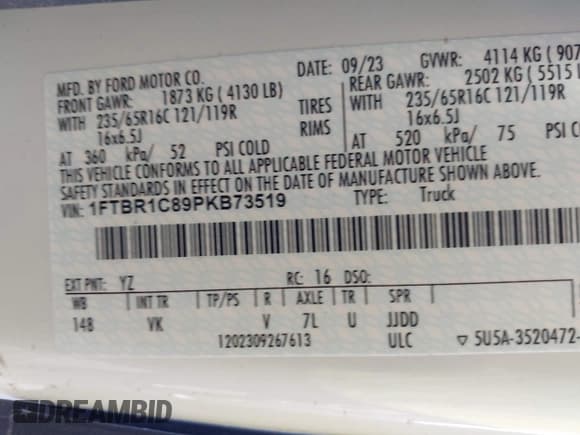 MFD. BY FORD MOTOR CO.
DATE: 09/23 GVWR: 4114 KG ( 907
FRONT GAWR: 1873 KG ( 4130 LB)
REAR GAWR: 2502 KG ( 5515
WITH 235/65R16C 121/119R TIRES WITH 235/65R16C 121/119R
16x6.5J RIMS 16x6.5J
AT 360 kPa/ 52 PSI COLD AT 520 kPa/ 75 PSI
THIS VEHICLE CONFORMS TO ALL APPLICABLE FEDERAL MOTOR VEHICLE
SAFETY STANDARDS IN EFFECT ON THE DATE OF MANUFACTURE SHOWN ABOVE.
VIN: 1FTBR1C89PKB73519 TYPE: Truck
EXT PNT: YZ RC: 16 DSO:
WB INT TR TP/PS R AXLE TR SPR
148 VK V 7L U JJDD
1202309267613 ULC ▽ 5U5A-3520472-
DREAMBID